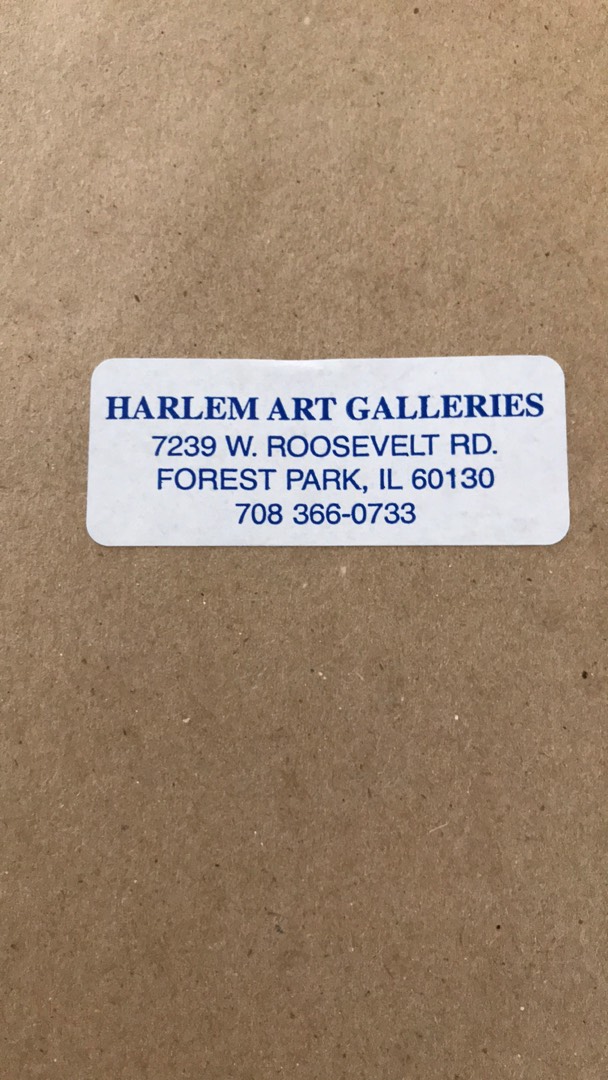 HARLEM ART GALLERIES
7239 W. ROOSEVELT RD.
FOREST PARK, IL 60130
708 366-0733